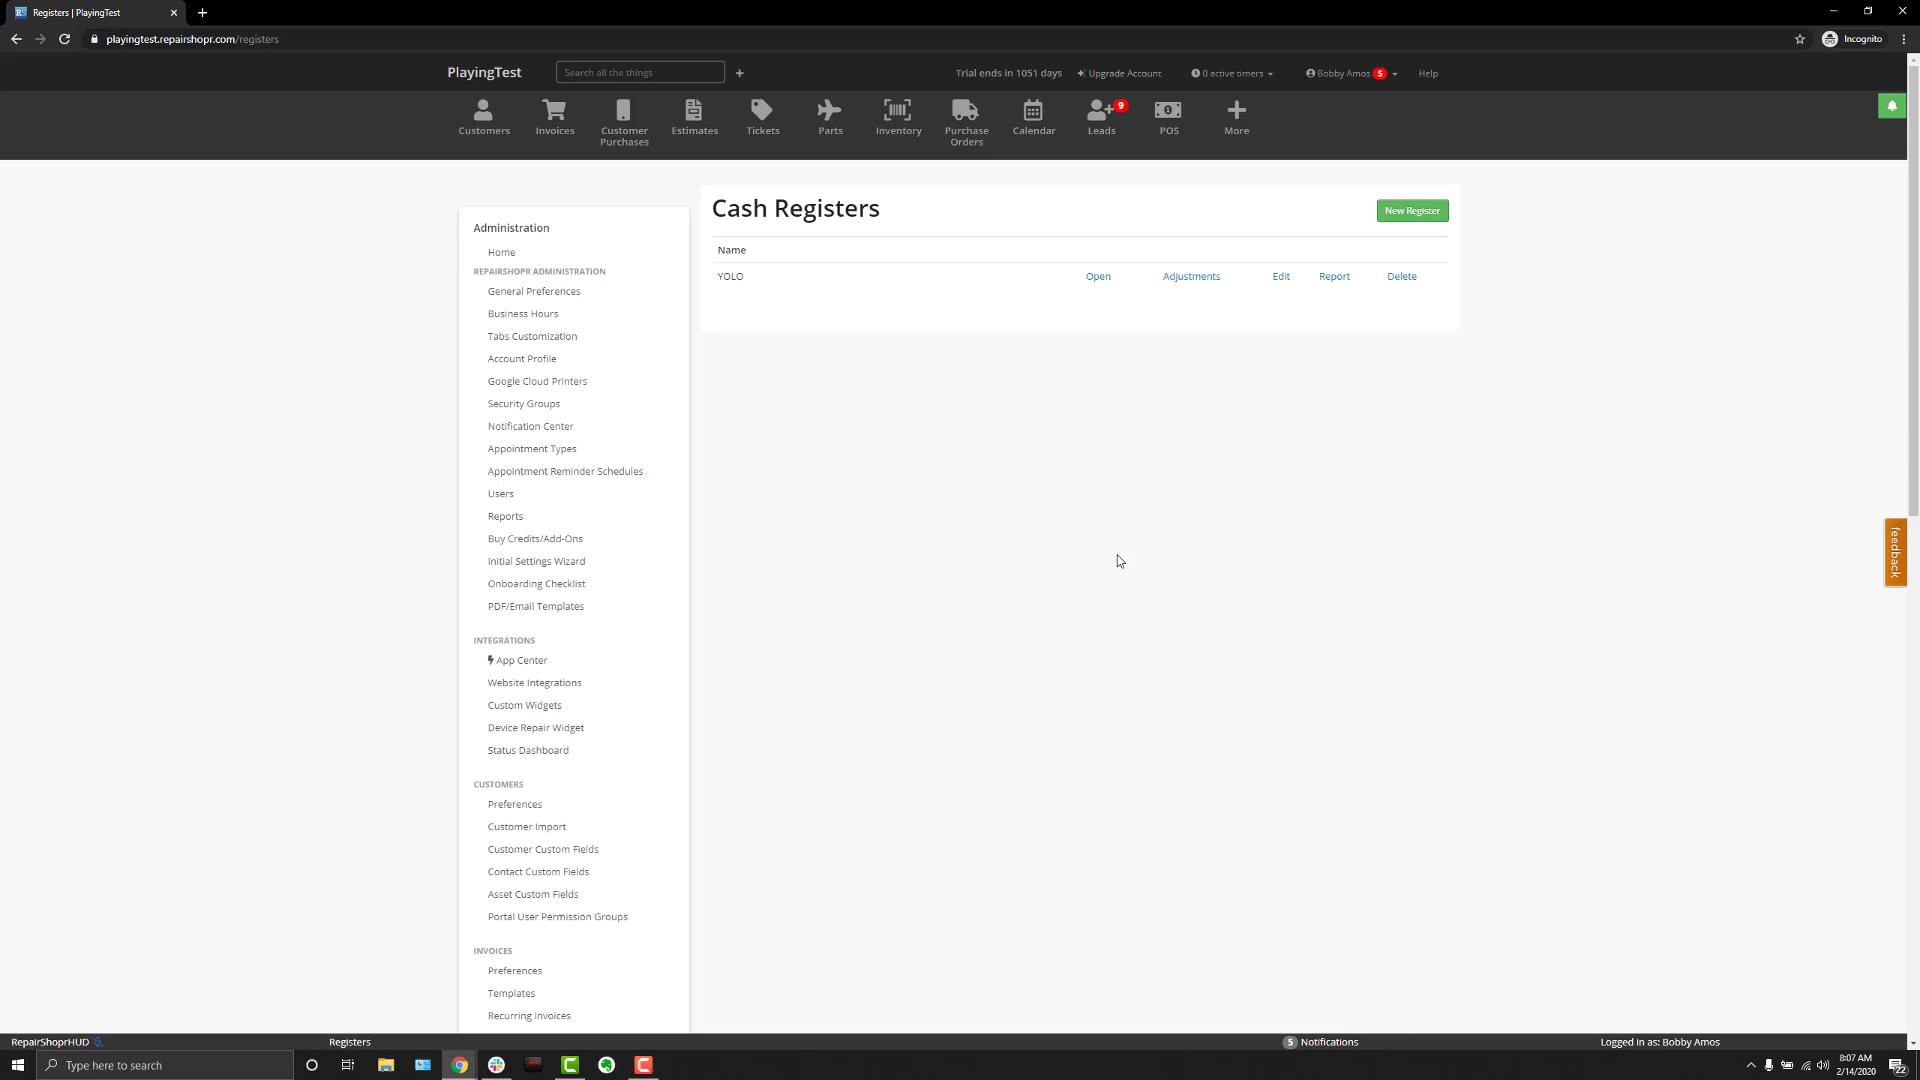 Registers | PlayingTest
playingtest.repairshopr.com/registers
Incognito
PlayingTest
Search all the things
Trial ends in 1051 days
Upgrade Account
0 active timers
Bobby Amos 5
Help
Customers
Invoices
Customer Purchases
Estimates
Tickets
Parts
Inventory
Purchase Orders
Calendar
Leads
9
POS
More
Administration
Home
REPAIRSHOPR ADMINISTRATION
General Preferences
Business Hours
Tabs Customization
Account Profile
Google Cloud Printers
Security Groups
Notification Center
Appointment Types
Appointment Reminder Schedules
Users
Reports
Buy Credits/Add-Ons
Initial Settings Wizard
Onboarding Checklist
PDF/Email Templates
INTEGRATIONS
App Center
Website Integrations
Custom Widgets
Device Repair Widget
Status Dashboard
CUSTOMERS
Preferences
Customer Import
Customer Custom Fields
Contact Custom Fields
Asset Custom Fields
Portal User Permission Groups
INVOICES
Preferences
Templates
Recurring Invoices
Cash Registers
New Register
Name
YOLO
Open
Adjustments
Edit
Report
Delete
feedback
RepairShoprHUD
Registers
5 Notifications
Logged in as: Bobby Amos
Type here to search
8:07 AM
2/14/2020
22